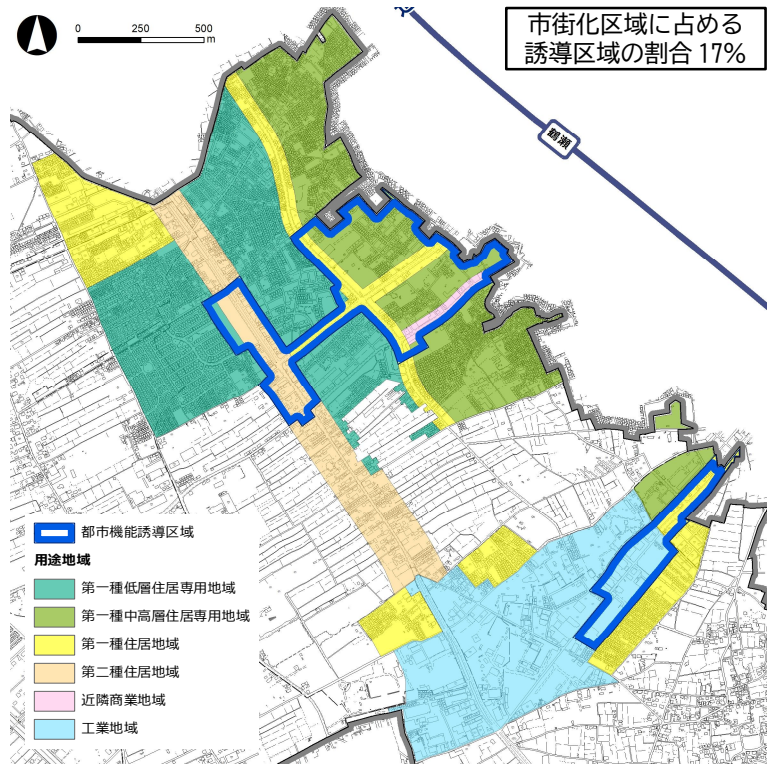 0 250 500
m
市街化区域に占める
誘導区域の割合 17%
鶴瀬
都市機能誘導区域
用途地域
第一種低層住居専用地域
第一種中高層住居専用地域
第一種住居地域
第二種住居地域
近隣商業地域
工業地域